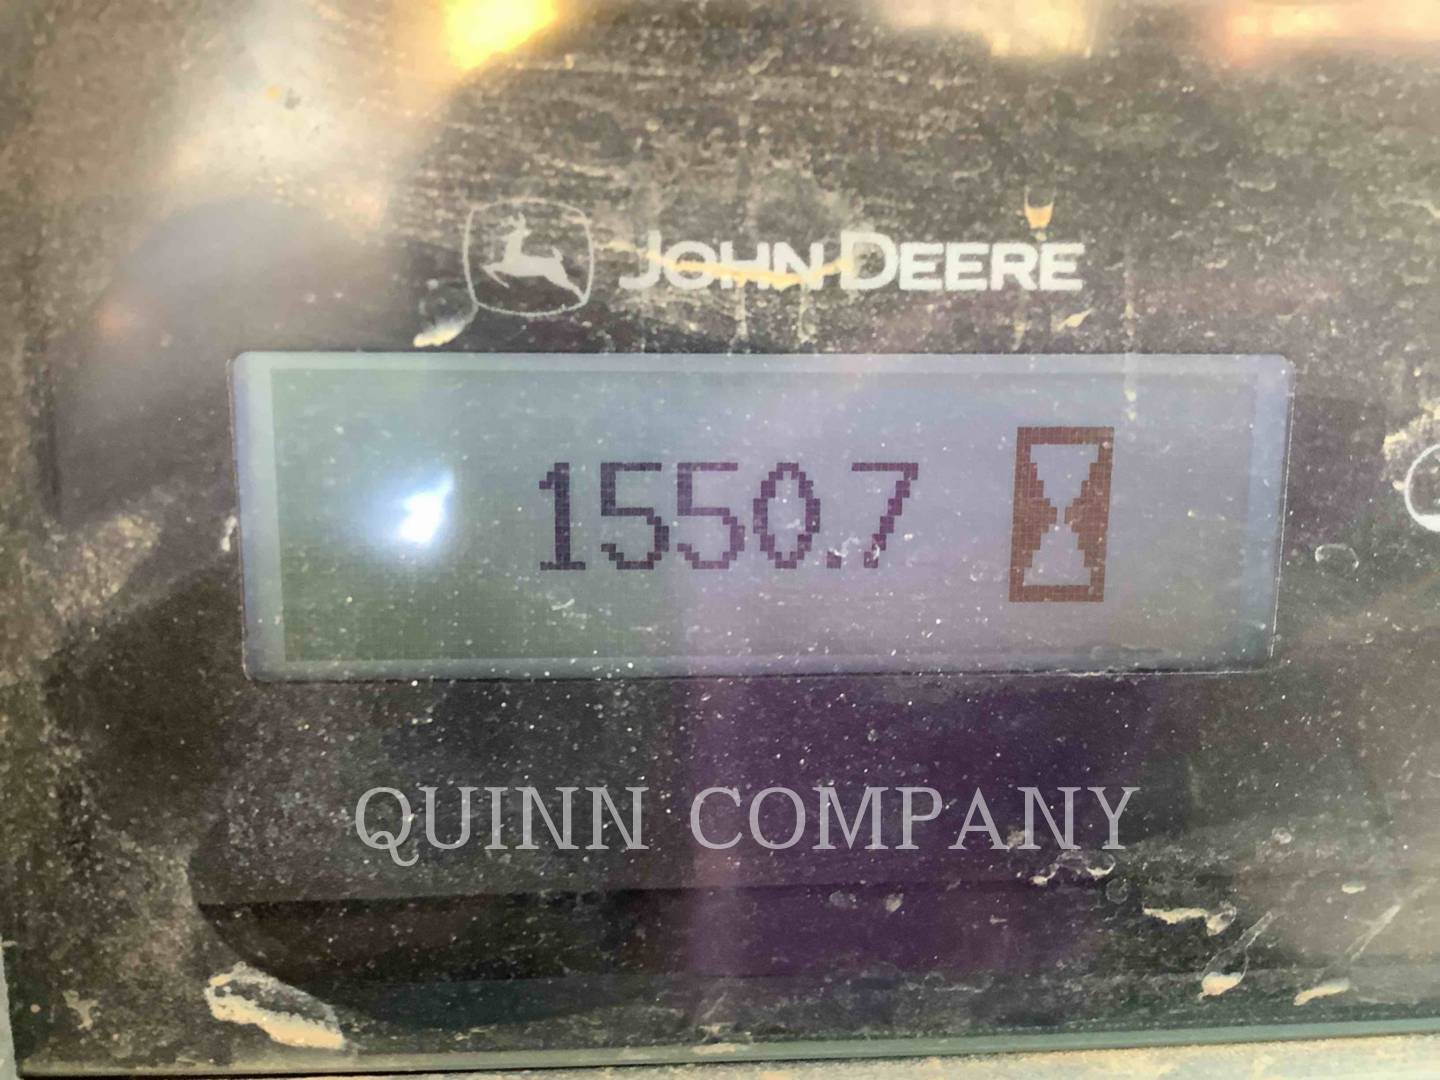 JOHN DEERE
1550.7
QUINN COMPANY